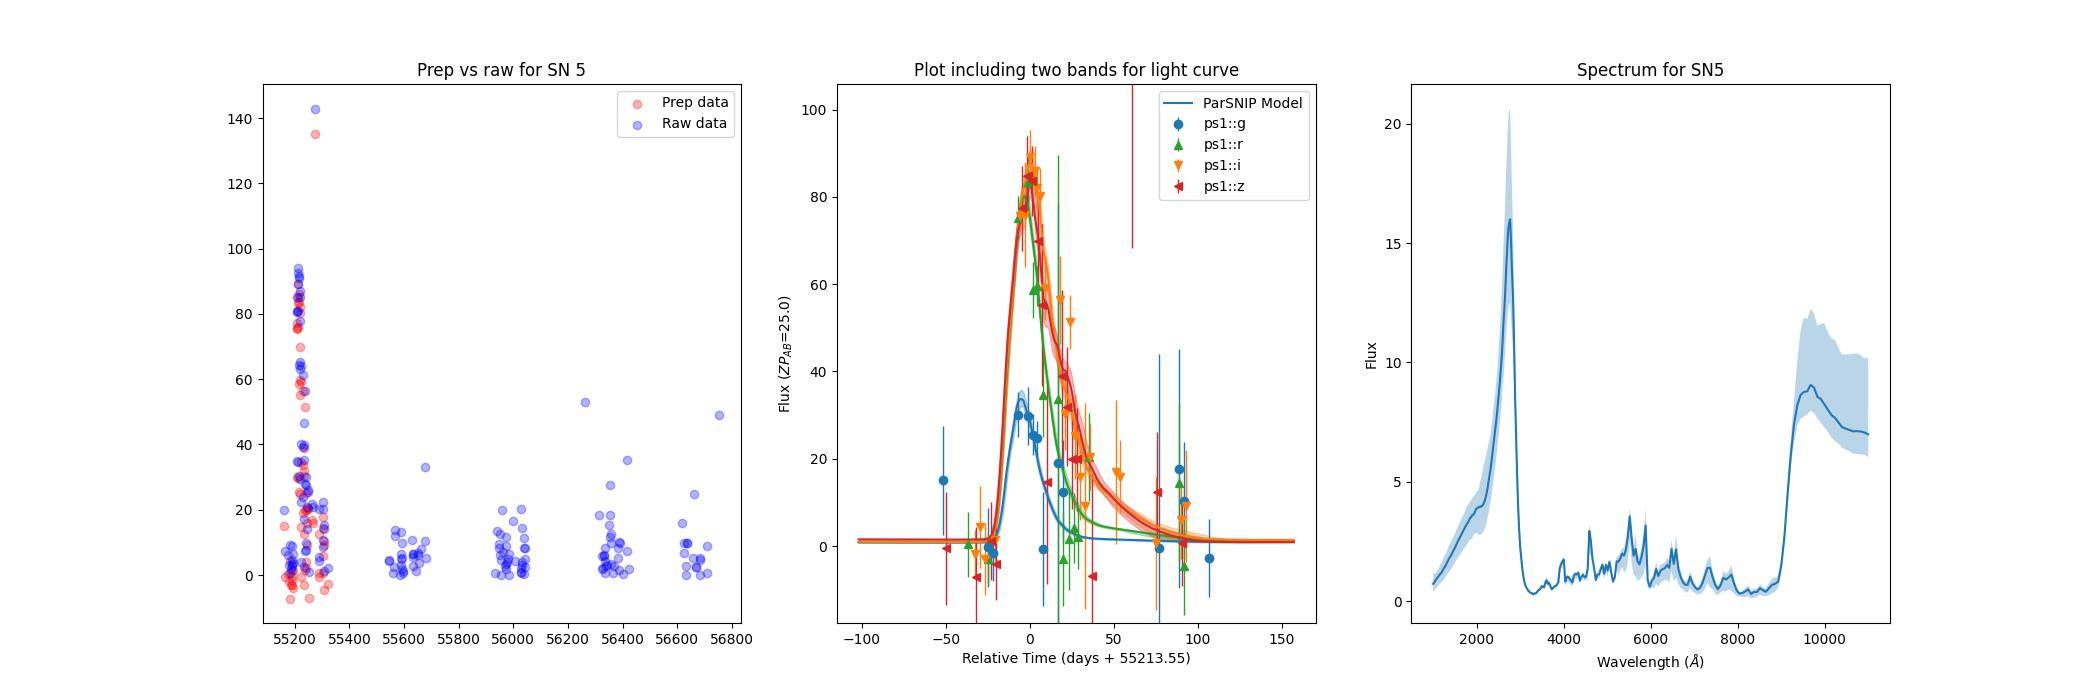 Prep vs raw for SN 5
Prep data
Raw data
140
120
100
80
60
40
20
0
55200 55400 55600 55800 56000 56200 56400 56600 56800
Plot including two bands for light curve
ParSNIP Model
ps1::g
ps1::r
ps1::i
ps1::z
Flux (ZP_AB=25.0)
100
80
60
40
20
0
−100 −50 0 50 100 150
Relative Time (days + 55213.55)
Spectrum for SN5
Flux
20
15
10
5
0
2000 4000 6000 8000 10000
Wavelength (Å)